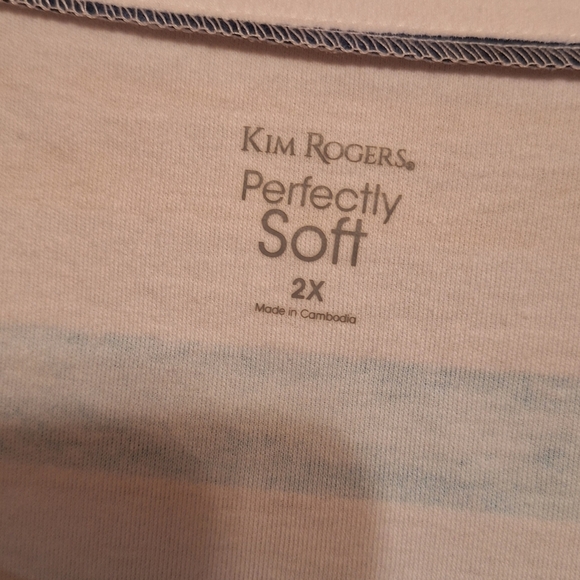 KIM ROGERS®
Perfectly
Soft
2X
Made in Cambodia